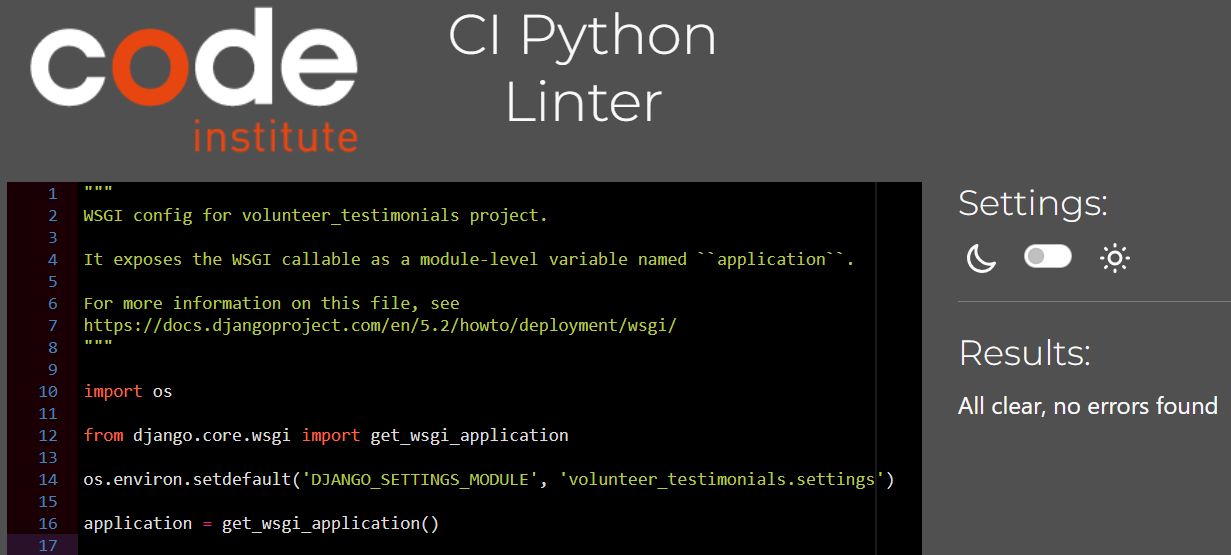 code
institute
CI Python
Linter
1 """
2 WSGI config for volunteer_testimonials project.
3
4 It exposes the WSGI callable as a module-level variable named ``application``.
5
6 For more information on this file, see
7 https://docs.djangoproject.com/en/5.2/howto/deployment/wsgi/
8 """
9
10 import os
11
12 from django.core.wsgi import get_wsgi_application
13
14 os.environ.setdefault('DJANGO_SETTINGS_MODULE', 'volunteer_testimonials.settings')
15
16 application = get_wsgi_application()
17
Settings:
Results:
All clear, no errors found